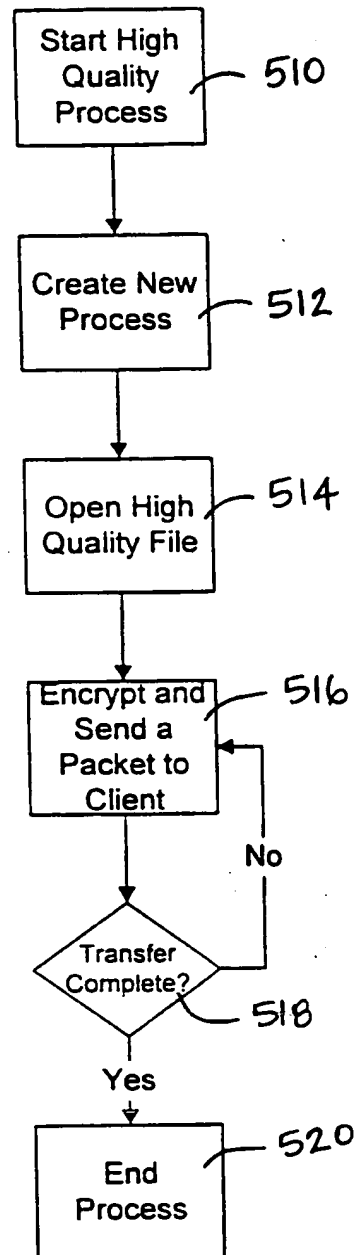 Start High
Quality
Process
510
Create New
Process
512
Open High
Quality File
514
Encrypt and
Send a
Packet to
Client
516
No
Transfer
Complete?
518
Yes
End
Process
520